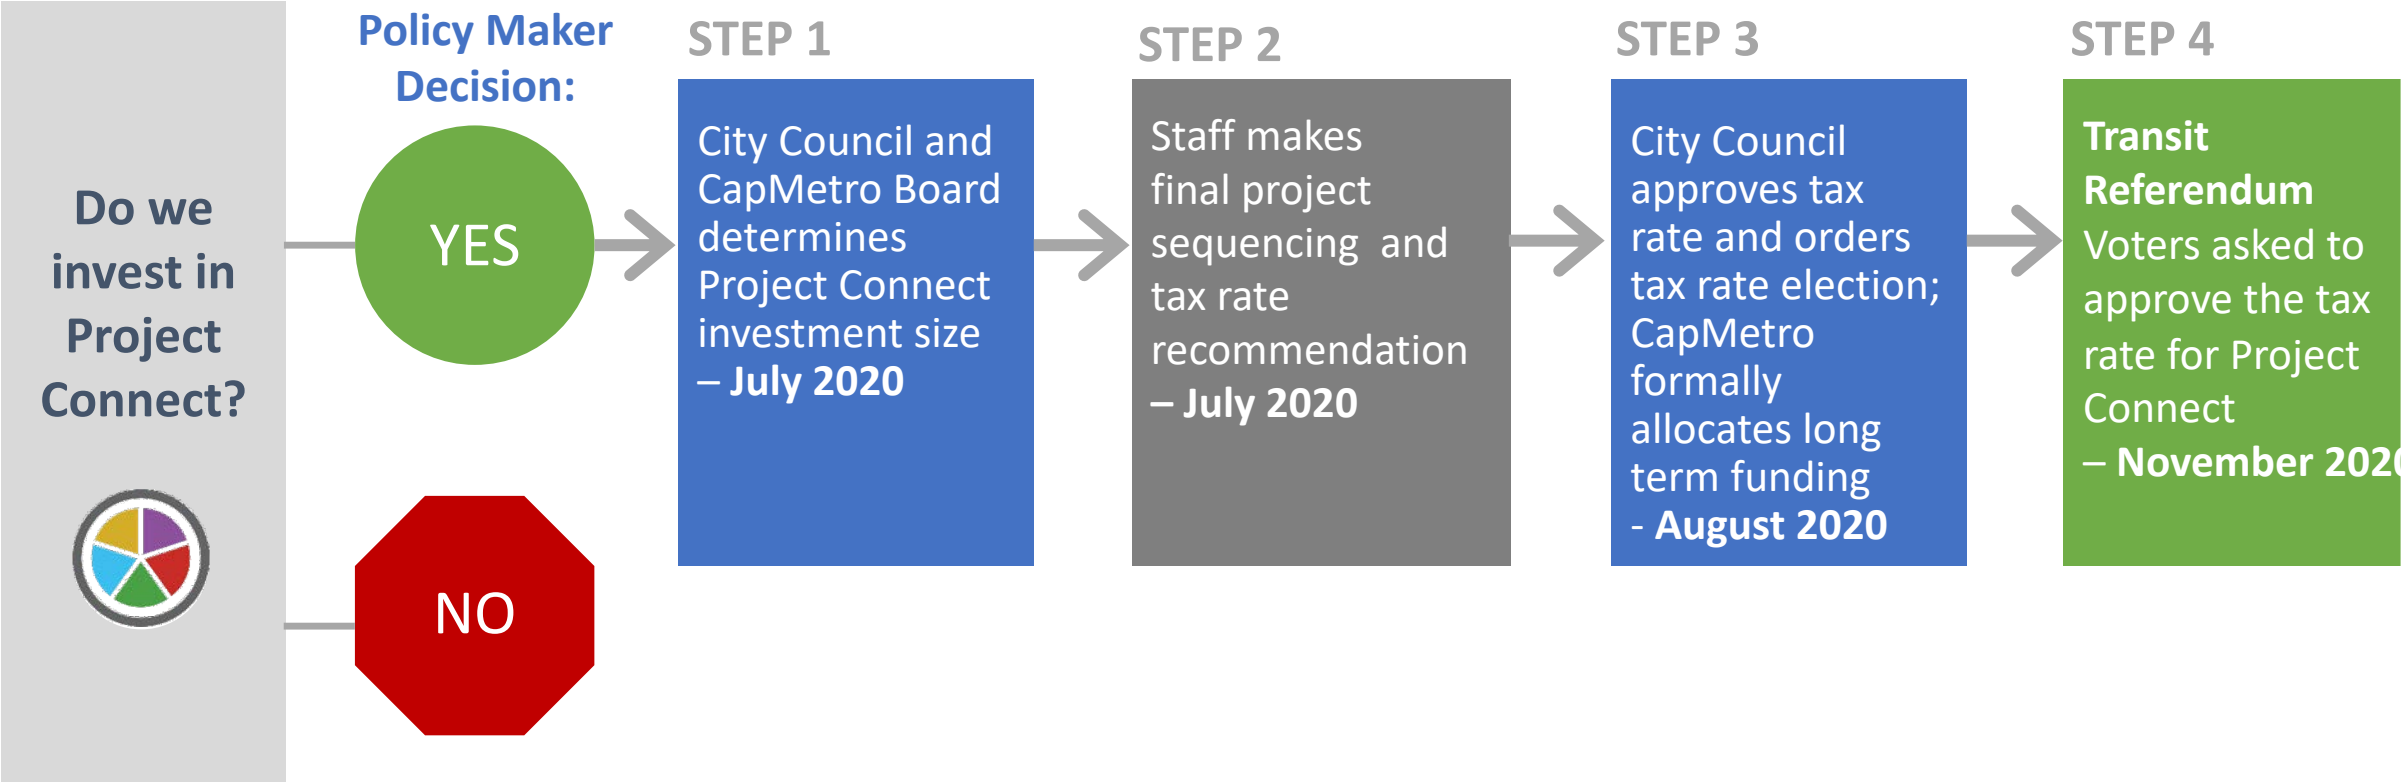 Do we
invest in
Project
Connect?
Policy Maker
Decision:
YES
NO
STEP 1
City Council and
CapMetro Board
determines
Project Connect
investment size
– July 2020
STEP 2
Staff makes
final project
sequencing  and
tax rate
recommendation
– July 2020
STEP 3
City Council
approves tax
rate and orders
tax rate election;
CapMetro
formally
allocates long
term funding
- August 2020
STEP 4
Transit
Referendum
Voters asked to
approve the tax
rate for Project
Connect
– November 2020